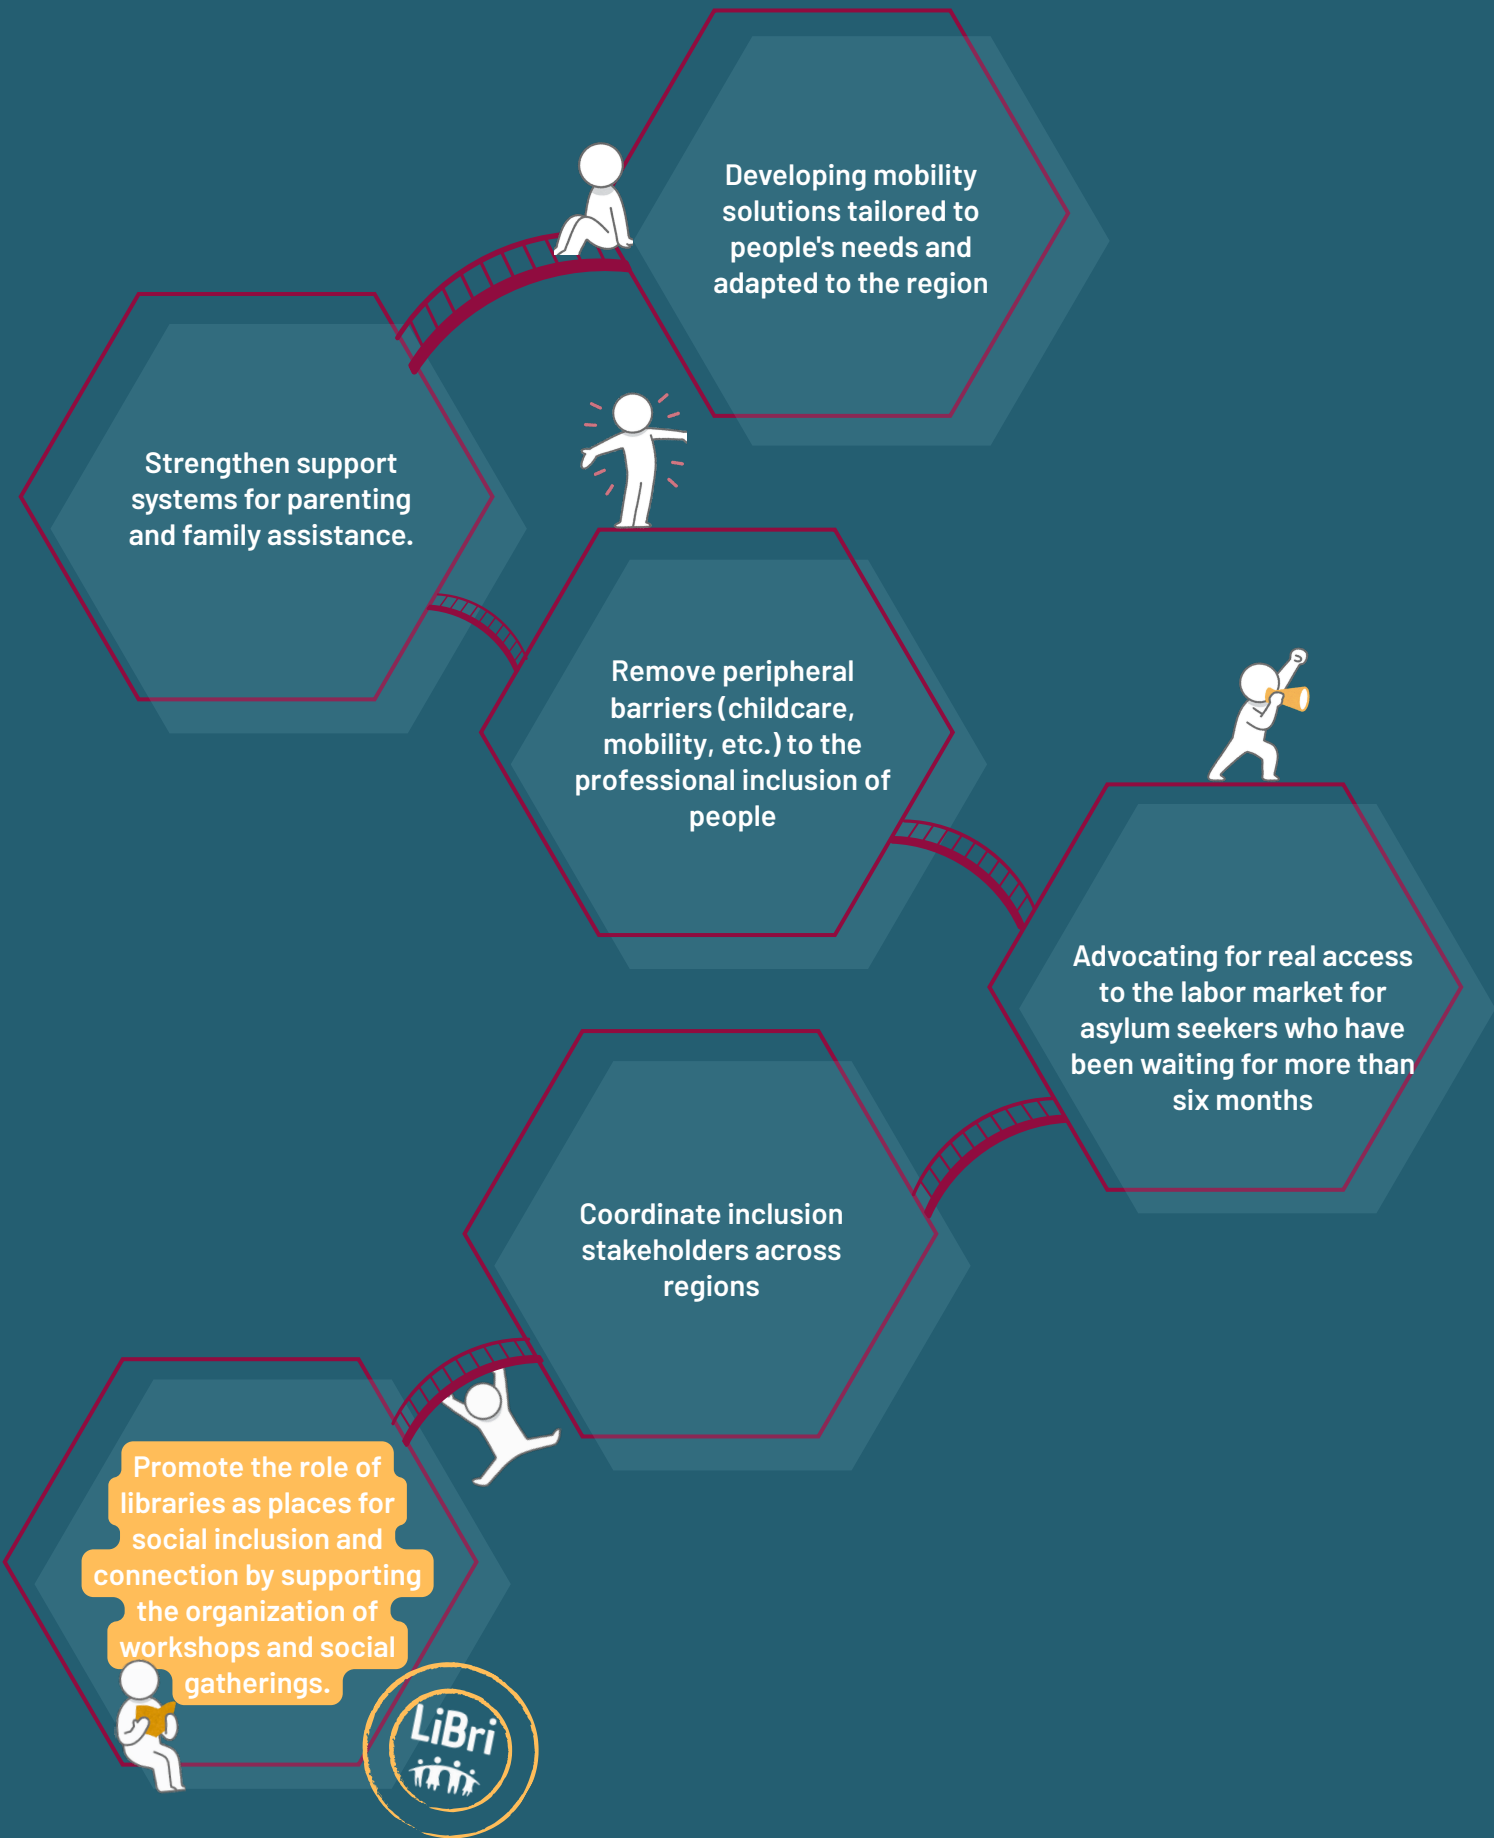 Developing mobility
solutions tailored to
people's needs and
adapted to the region
Strengthen support
systems for parenting
and family assistance.
Remove peripheral
barriers (childcare,
mobility, etc.) to the
professional inclusion of
people
Advocating for real access
to the labor market for
asylum seekers who have
been waiting for more than
six months
Coordinate inclusion
stakeholders across
regions
Promote the role of
libraries as places for
social inclusion and
connection by supporting
the organization of
workshops and social
gatherings.
LiBri